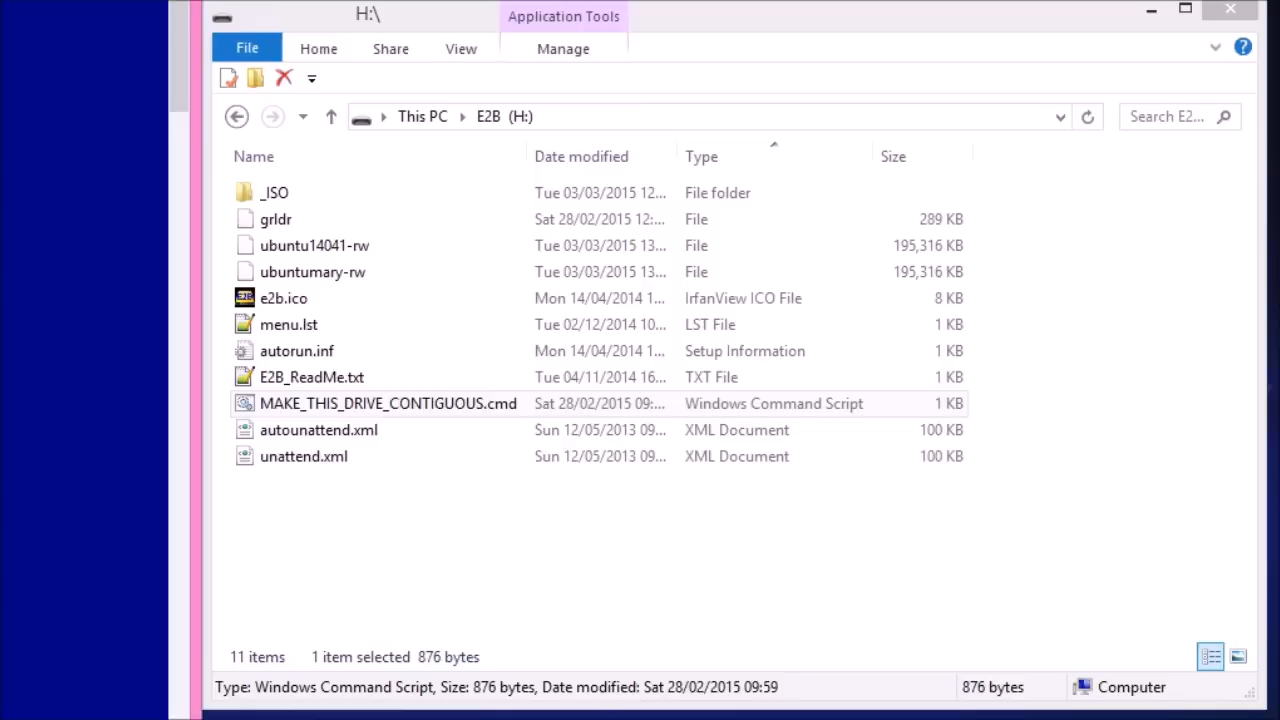 H:\
Application Tools
File Home Share View Manage
This PC E2B (H:) Search E2...
Name Date modified Type Size
_ISO Tue 03/03/2015 12... File folder
grldr Sat 28/02/2015 12:... File 289 KB
ubuntu14041-rw Tue 03/03/2015 13... File 195,316 KB
ubuntumary-rw Tue 03/03/2015 13... File 195,316 KB
e2b.ico Mon 14/04/2014 1... IrfanView ICO File 8 KB
menu.lst Tue 02/12/2014 10... LST File 1 KB
autorun.inf Mon 14/04/2014 1... Setup Information 1 KB
E2B_ReadMe.txt Tue 04/11/2014 16... TXT File 1 KB
MAKE_THIS_DRIVE_CONTIGUOUS.cmd Sat 28/02/2015 09:... Windows Command Script 1 KB
autounattend.xml Sun 12/05/2013 09... XML Document 100 KB
unattend.xml Sun 12/05/2013 09... XML Document 100 KB
11 items 1 item selected 876 bytes
Type: Windows Command Script, Size: 876 bytes, Date modified: Sat 28/02/2015 09:59 876 bytes Computer